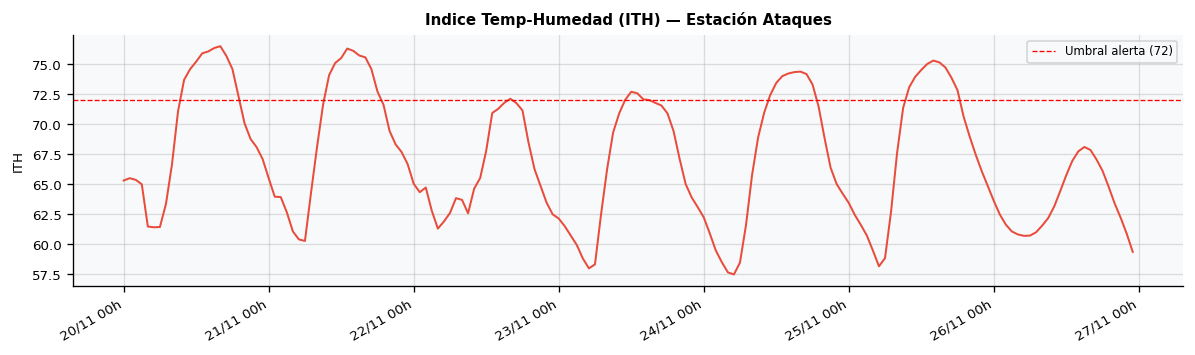 Indice Temp-Humedad (ITH) — Estación Ataques
Umbral alerta (72)
ITH
75.0
72.5
70.0
67.5
65.0
62.5
60.0
57.5
20/11 00h
21/11 00h
22/11 00h
23/11 00h
24/11 00h
25/11 00h
26/11 00h
27/11 00h